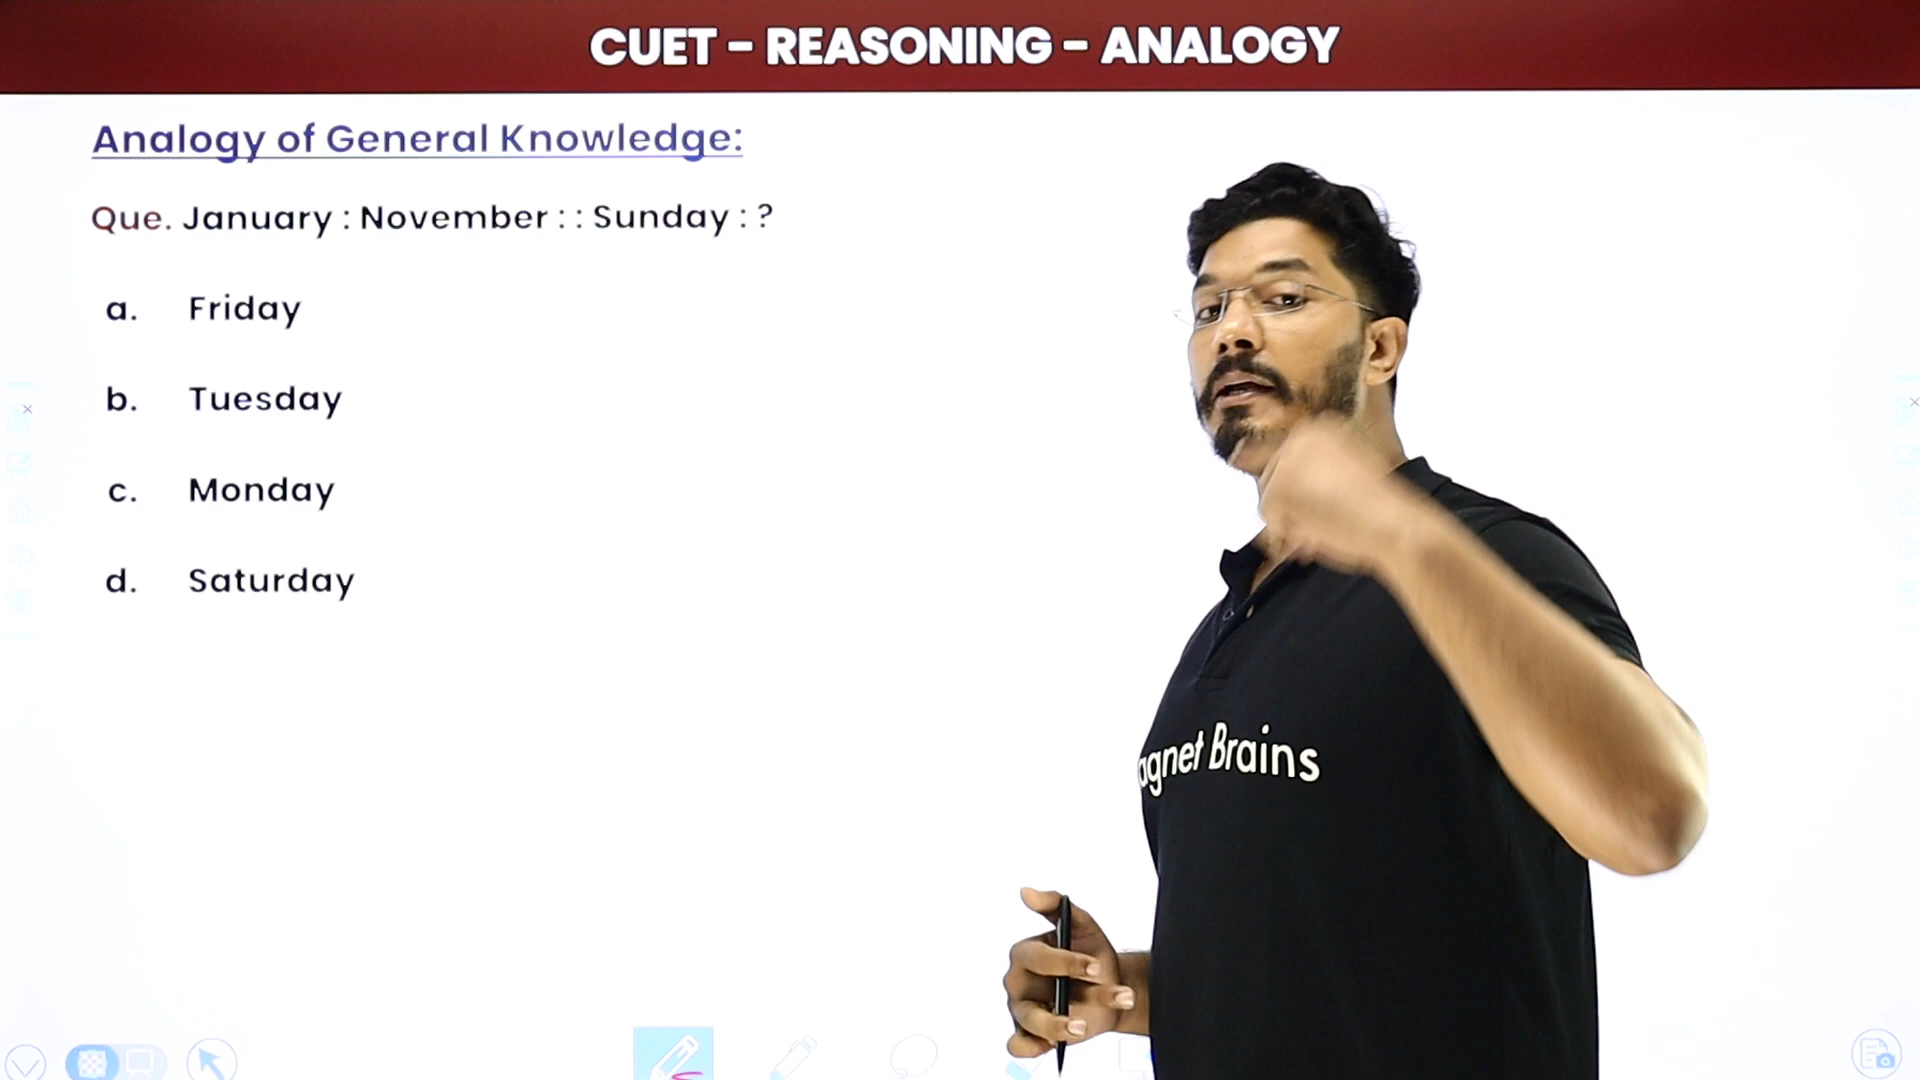 CUET – REASONING – ANALOGY
Analogy of General Knowledge:
Que. January : November : : Sunday : ?
a. Friday
b. Tuesday
c. Monday
d. Saturday
agnet Brains